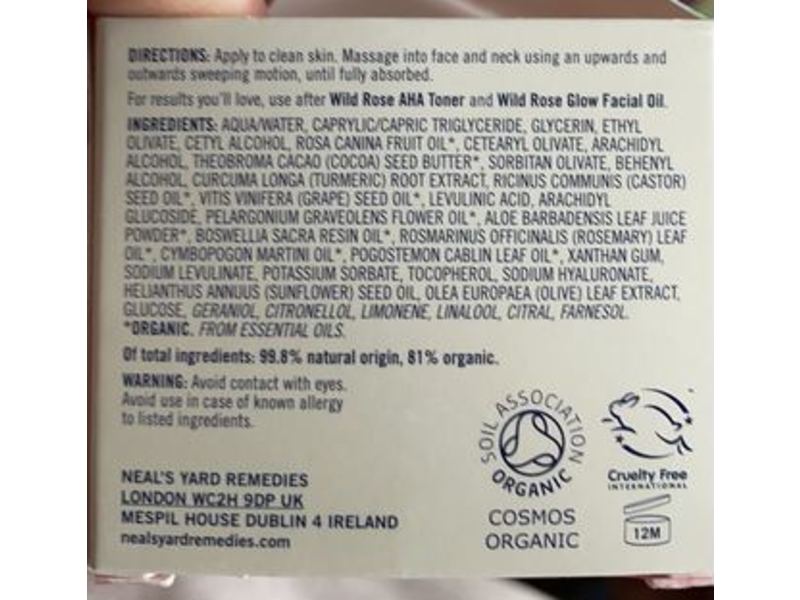 DIRECTIONS: Apply to clean skin. Massage into face and neck using an upwards and
outwards sweeping motion, until fully absorbed.
For results you'll love, use after Wild Rose AHA Toner and Wild Rose Glow Facial Oil.
INGREDIENTS: AQUA/WATER, CAPRYLIC/CAPRIC TRIGLYCERIDE, GLYCERIN, ETHYL
OLIVATE, CETYL ALCOHOL, ROSA CANINA FRUIT OIL*, CETEARYL OLIVATE, ARACHIDYL
ALCOHOL, THEOBROMA CACAO (COCOA) SEED BUTTER*, SORBITAN OLIVATE, BEHENYL
ALCOHOL, CURCUMA LONGA (TURMERIC) ROOT EXTRACT, RICINUS COMMUNIS (CASTOR)
SEED OIL*, VITIS VINIFERA (GRAPE) SEED OIL*, LEVULINIC ACID, ARACHIDYL
GLUCOSIDE, PELARGONIUM GRAVEOLENS FLOWER OIL*, ALOE BARBADENSIS LEAF JUICE
POWDER*, BOSWELLIA SACRA RESIN OIL*, ROSMARINUS OFFICINALIS (ROSEMARY) LEAF
OIL*, CYMBOPOGON MARTINI OIL*, POGOSTEMON CABLIN LEAF OIL*, XANTHAN GUM,
SODIUM LEVULINATE, POTASSIUM SORBATE, TOCOPHEROL, SODIUM HYALURONATE,
HELIANTHUS ANNUUS (SUNFLOWER) SEED OIL, OLEA EUROPAEA (OLIVE) LEAF EXTRACT,
GLUCOSE, GERANIOL, CITRONELLOL, LIMONENE, LINALOOL, CITRAL, FARNESOL.
*ORGANIC. FROM ESSENTIAL OILS.
Of total ingredients: 99.8% natural origin, 81% organic.
WARNING: Avoid contact with eyes.
Avoid use in case of known allergy
to listed ingredients.
NEAL'S YARD REMEDIES
LONDON WC2H 9DP UK
MESPIL HOUSE DUBLIN 4 IRELAND
nealsyardremedies.com
SOIL ASSOCIATION
ORGANIC
COSMOS
ORGANIC
Cruelty Free
INTERNATIONAL
12M